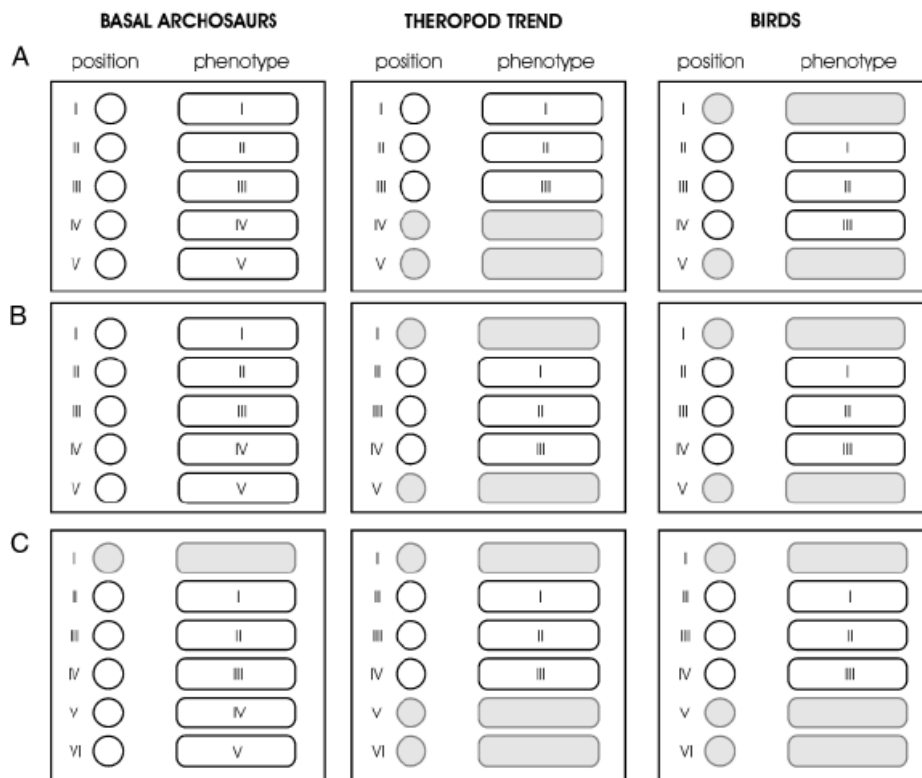 BASAL ARCHOSAURS THEROPOD TREND BIRDS
A position phenotype position phenotype position phenotype
I I I I I
II II II II II I
III III III III III II
IV IV IV IV III
V V V V
B
I I I I
II II II I II I
III III III II III II
IV IV IV III IV III
V V V V
C
I I I
II I II I II I
III II III II III II
IV III IV III IV III
V IV V V
VI V VI VI